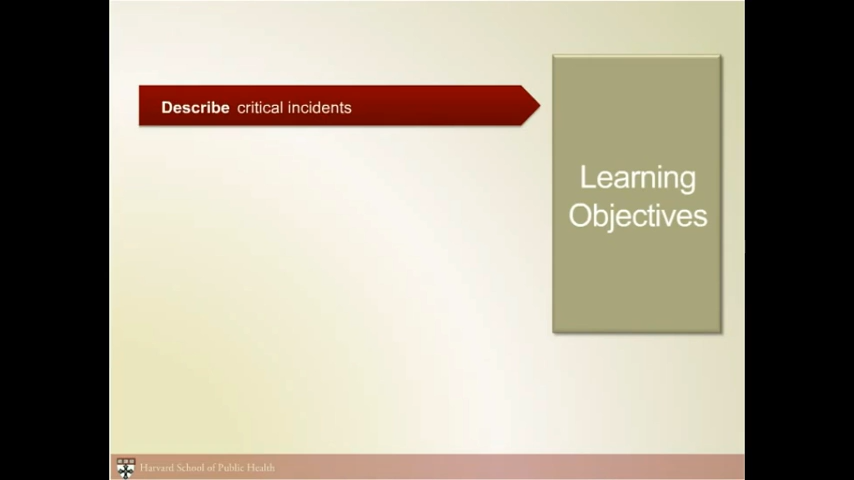 Describe critical incidents
Learning
Objectives
Harvard School of Public Health